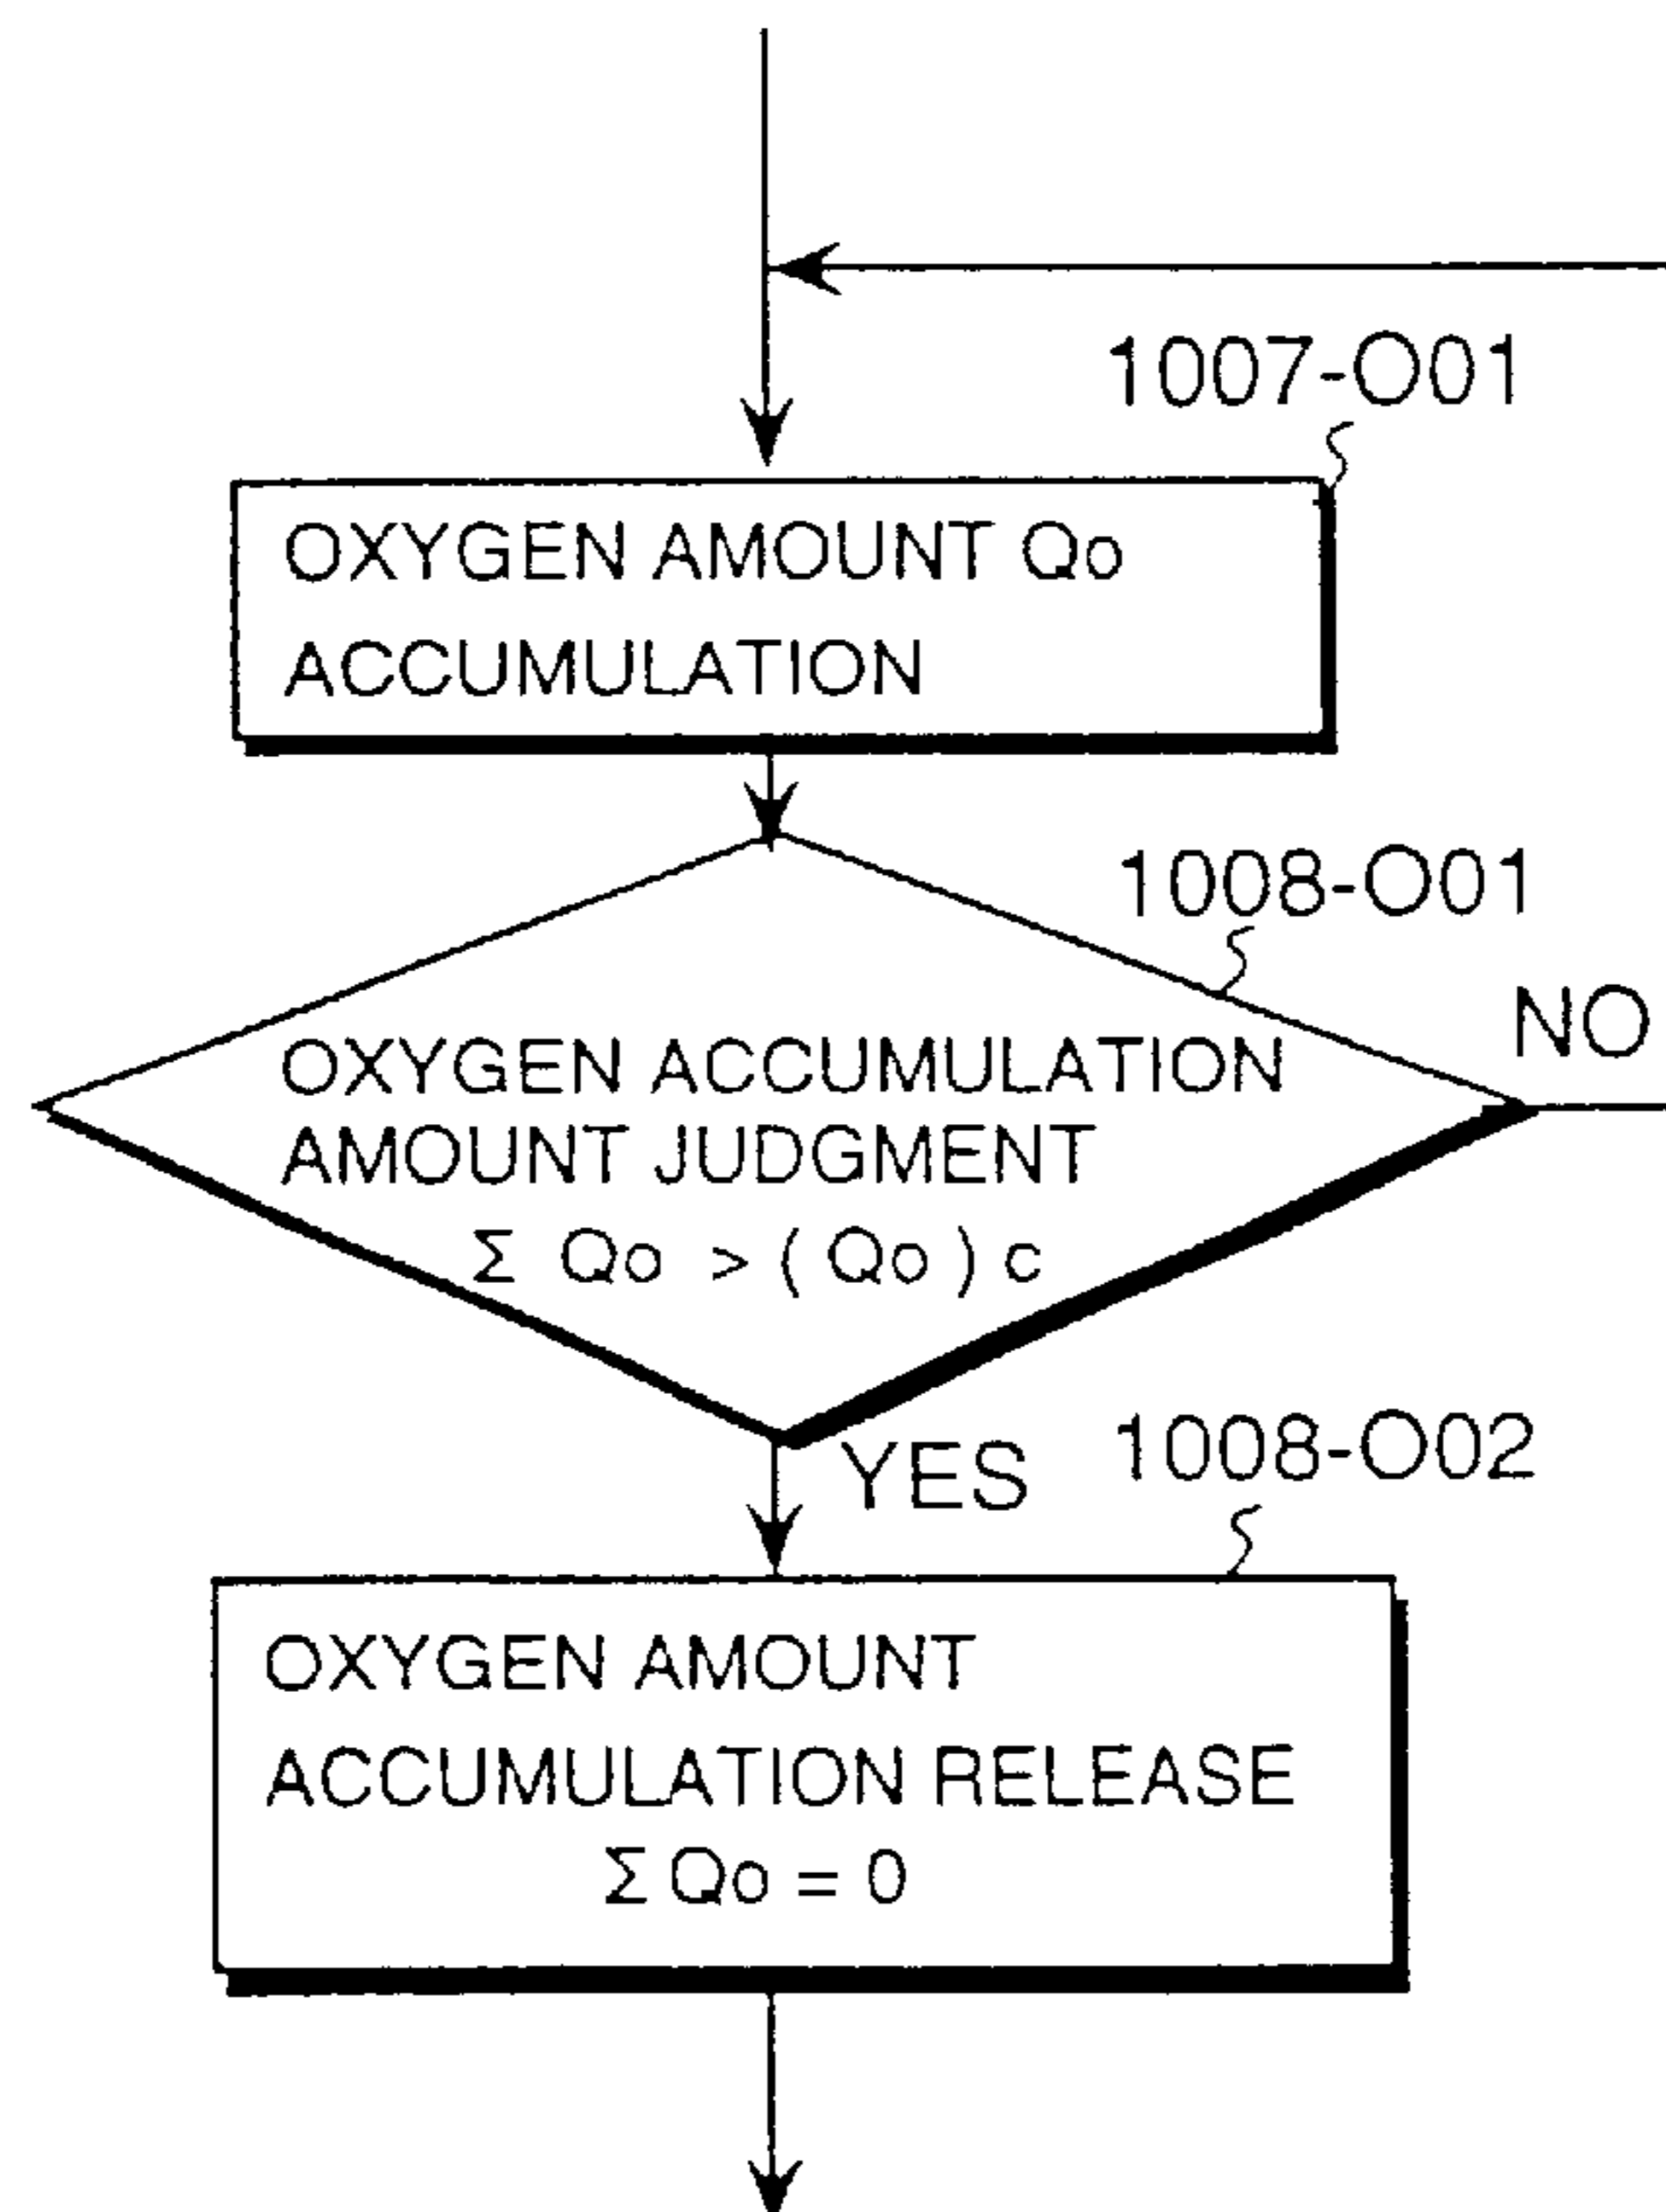 1007-O01
OXYGEN AMOUNT Qo
ACCUMULATION
1008-O01
NO
OXYGEN ACCUMULATION
AMOUNT JUDGMENT
Σ Qo > ( Qo ) c
YES
1008-O02
OXYGEN AMOUNT
ACCUMULATION RELEASE
Σ Qo = 0